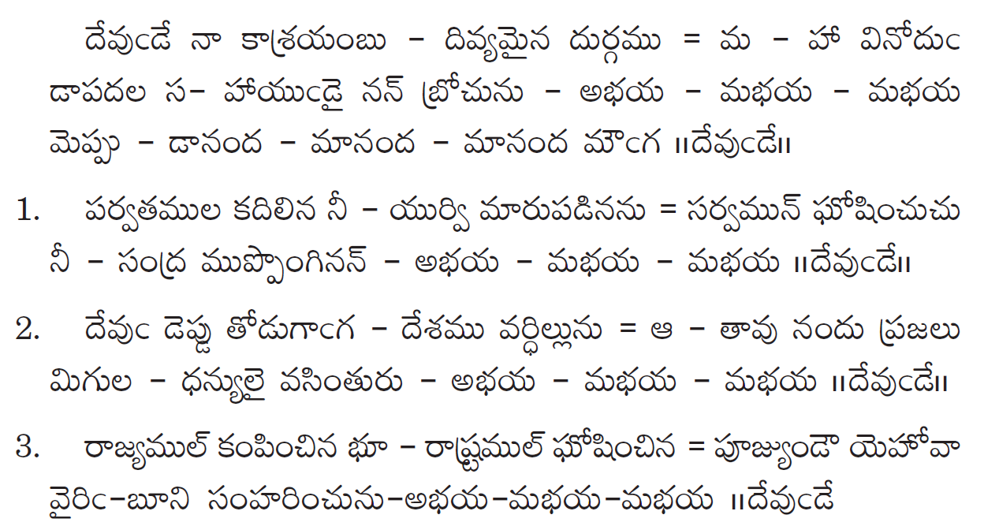 దేవుఁడే నా కాశ్రయంబు – దివ్యమైన దుర్గము = మ – హా వినోదుఁ
డాపదల స– హాయుఁడై నన్ బ్రోచును – అభయ – మభయ – మభయ
మెప్పు – డానంద – మానంద – మానంద మౌఁగ ॥దేవుఁడే॥
1. పర్వతముల కదిలిన నీ – యుర్వి మారుపడినను = సర్వమున్ ఘోషించుచు
నీ – సంద్ర ముప్పొంగినన్ – అభయ – మభయ – మభయ ॥దేవుఁడే॥
2. దేవుఁ డెప్పు డు తోడుగాఁగ – దేశము వర్ధిల్లును = ఆ – తావు నందు ప్రజలు
మిగుల – ధన్యులై వసింతురు – అభయ – మభయ – మభయ ॥దేవుఁడే॥
3. రాజ్యముల్ కంపించిన భూ – రాష్ట్రముల్ ఘోషించిన = పూజ్యుండౌ యెహోవా
వైరిఁ–బూని సంహరించును–అభయ–మభయ–మభయ ॥దేవుఁడే